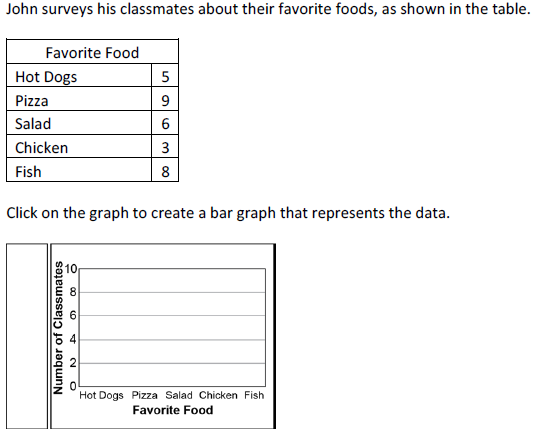 John surveys his classmates about their favorite foods, as shown in the table.
Favorite Food
Hot Dogs 5
Pizza 9
Salad 6
Chicken 3
Fish 8
Click on the graph to create a bar graph that represents the data.
Number of Classmates
10
8
6
4
2
0
Hot Dogs Pizza Salad Chicken Fish
Favorite Food